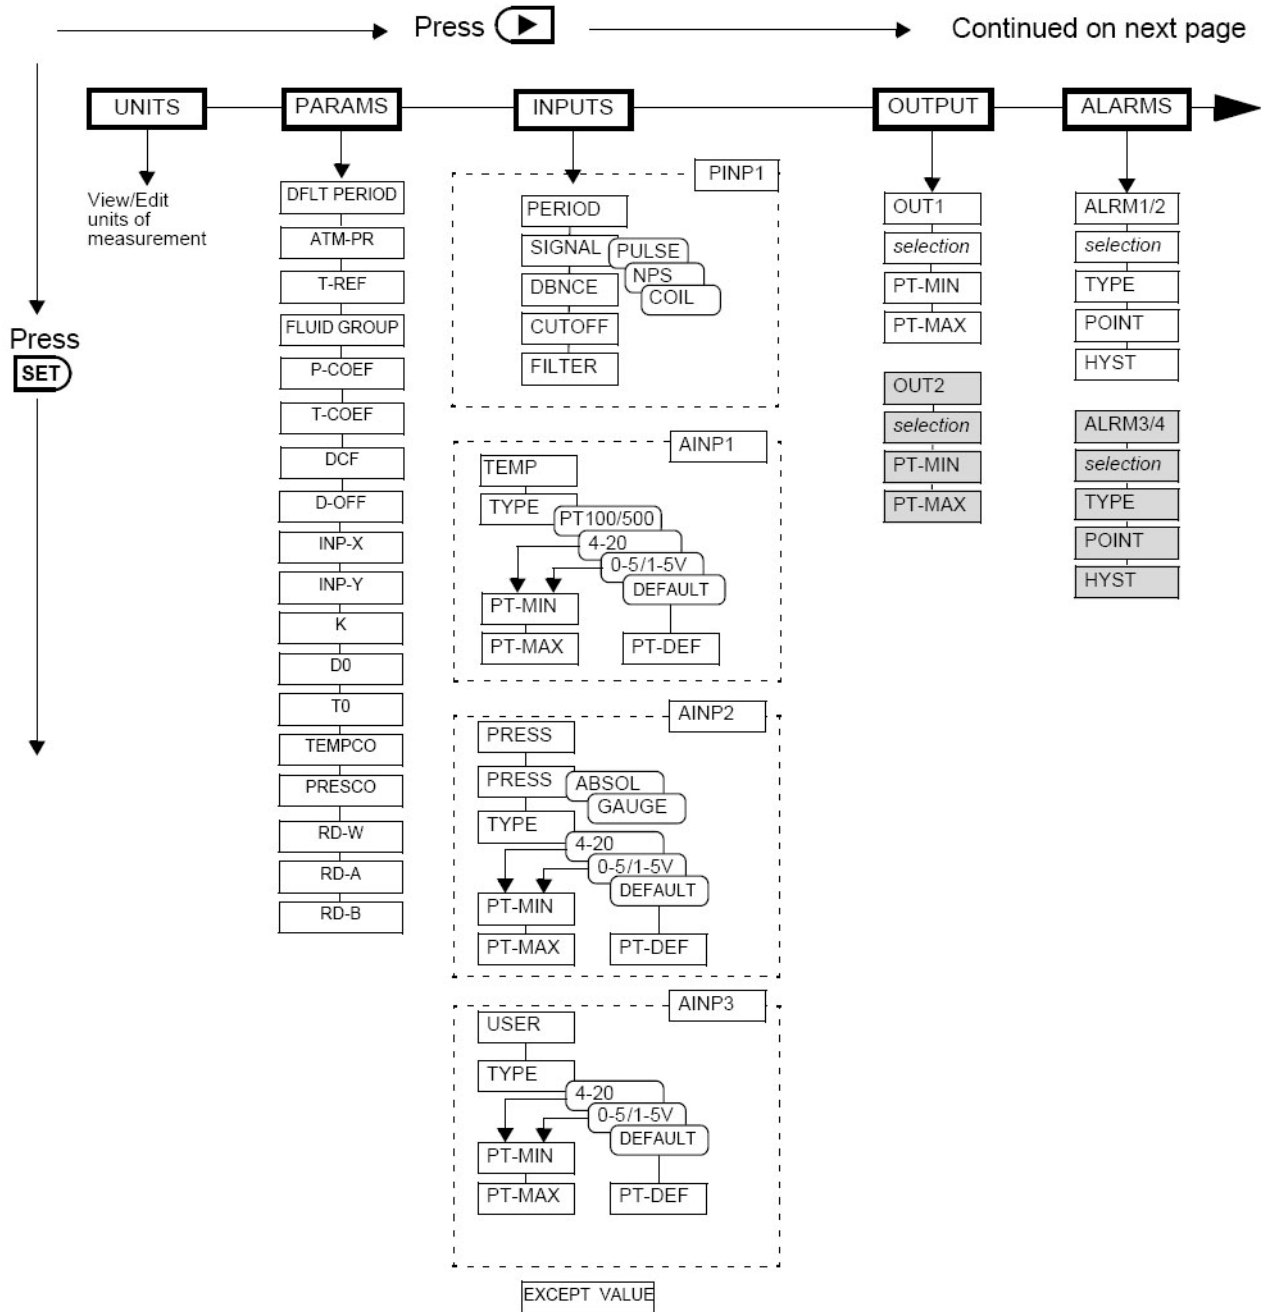 Press
Continued on next page
UNITS
PARAMS
INPUTS
OUTPUT
ALARMS
Press
SET
View/Edit
units of
measurement
DFLT PERIOD
ATM-PR
T-REF
FLUID GROUP
P-COEF
T-COEF
DCF
D-OFF
INP-X
INP-Y
K
D0
T0
TEMPCO
PRESCO
RD-W
RD-A
RD-B
PINP1
PERIOD
SIGNAL
PULSE
NPS
COIL
DBNCE
CUTOFF
FILTER
AINP1
TEMP
TYPE
PT100/500
4-20
0-5/1-5V
DEFAULT
PT-MIN
PT-MAX
PT-DEF
AINP2
PRESS
PRESS
ABSOL
GAUGE
TYPE
4-20
0-5/1-5V
DEFAULT
PT-MIN
PT-MAX
PT-DEF
AINP3
USER
TYPE
4-20
0-5/1-5V
DEFAULT
PT-MIN
PT-MAX
PT-DEF
EXCEPT VALUE
OUT1
selection
PT-MIN
PT-MAX
OUT2
selection
PT-MIN
PT-MAX
ALRM1/2
selection
TYPE
POINT
HYST
ALRM3/4
selection
TYPE
POINT
HYST